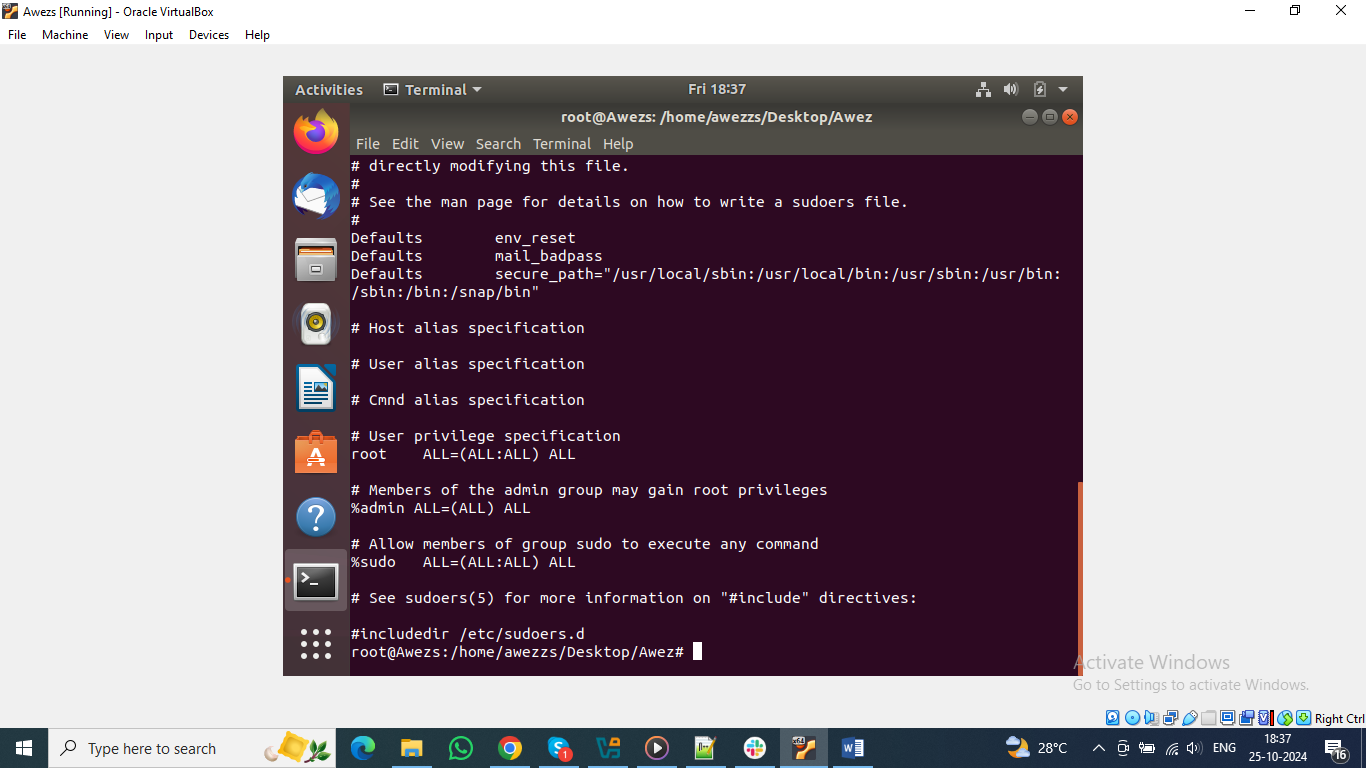 Awezs [Running] - Oracle VirtualBox
File Machine View Input Devices Help
Activities Terminal Fri 18:37
root@Awezs: /home/awezzs/Desktop/Awez
File Edit View Search Terminal Help
# directly modifying this file.
#
# See the man page for details on how to write a sudoers file.
#
Defaults        env_reset
Defaults        mail_badpass
Defaults        secure_path="/usr/local/sbin:/usr/local/bin:/usr/sbin:/usr/bin:
/sbin:/bin:/snap/bin"
# Host alias specification
# User alias specification
# Cmnd alias specification
# User privilege specification
root    ALL=(ALL:ALL) ALL
# Members of the admin group may gain root privileges
%admin ALL=(ALL) ALL
# Allow members of group sudo to execute any command
%sudo   ALL=(ALL:ALL) ALL
# See sudoers(5) for more information on "#include" directives:
#includedir /etc/sudoers.d
root@Awezs:/home/awezzs/Desktop/Awez#
Activate Windows
Go to Settings to activate Windows.
Right Ctrl
Type here to search
1
28°C
ENG
18:37
25-10-2024
16